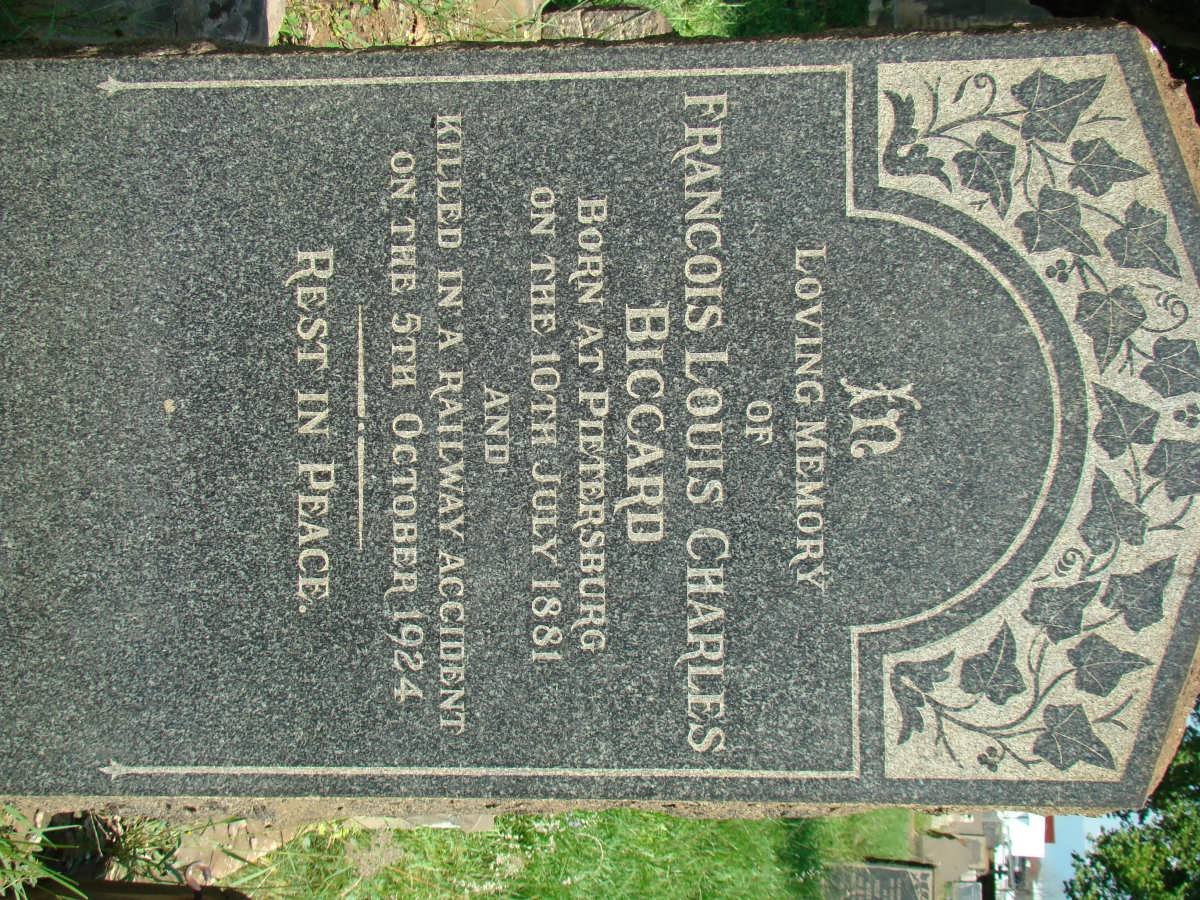 In
LOVING MEMORY
OF
FRANCOIS LOUIS CHARLES
BICCARD
BORN AT PIETERSBURG
ON THE 10TH JULY 1881
AND
KILLED IN A RAILWAY ACCIDENT
ON THE 5TH OCTOBER 1924
REST IN PEACE.